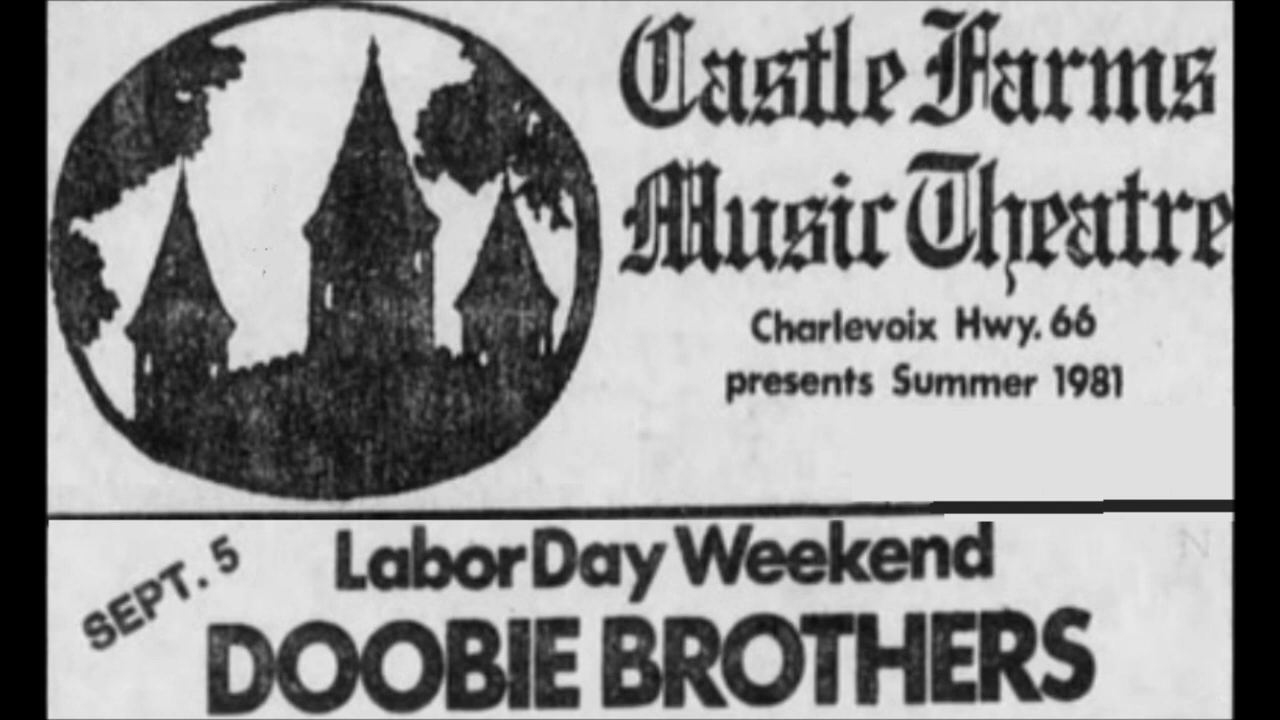 Castle Farms
Music Theatre
Charlevoix Hwy. 66
presents Summer 1981
SEPT. 5
Labor Day Weekend
DOOBIE BROTHERS